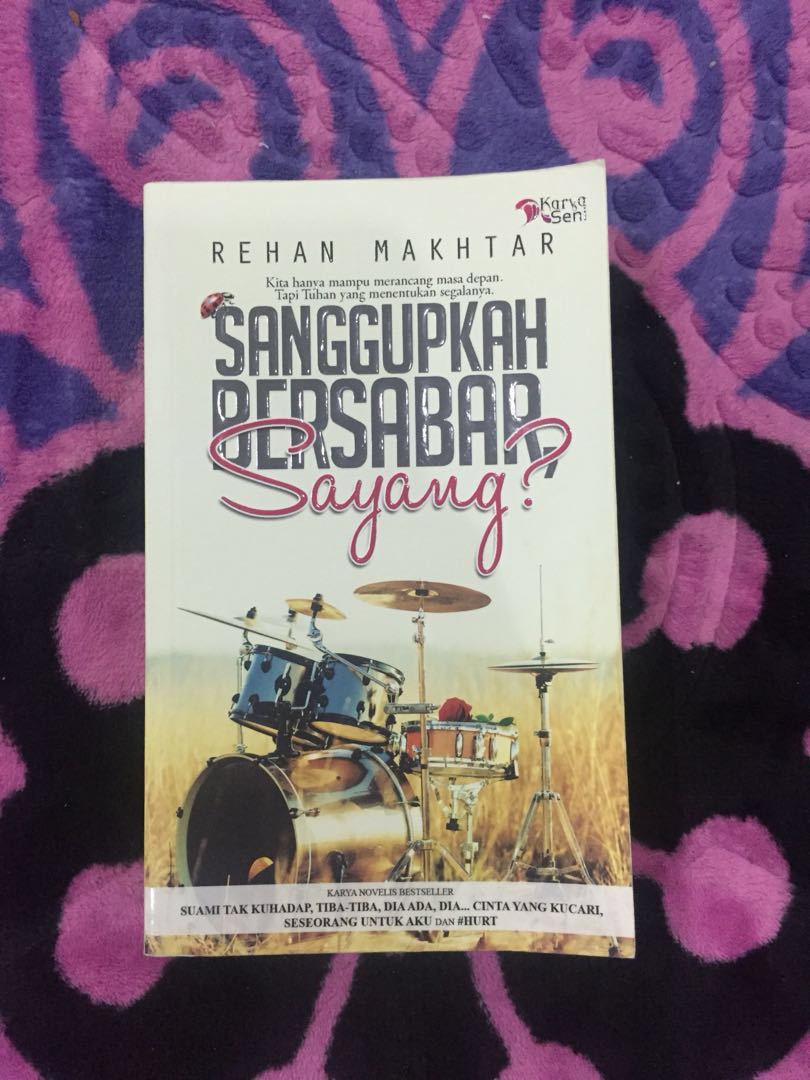 Karya
Seni
REHAN MAKHTAR
Kita hanya mampu merancang masa depan.
Tapi Tuhan yang menentukan segalanya.
SANGGUPKAH
BERSABAR,
Sayang?
KARYA NOVELIS BESTSELLER
SUAMI TAK KUHADAP, TIBA-TIBA, DIA ADA, DIA... CINTA YANG KUCARI,
SESEORANG UNTUK AKU DAN #HURT